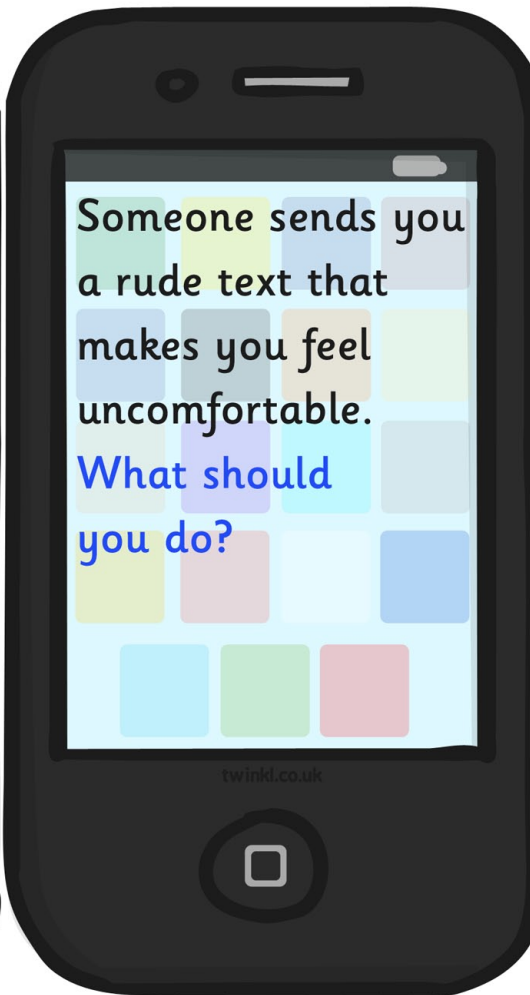 Someone sends you
a rude text that
makes you feel
uncomfortable.
What should
you do?
twinkl.co.uk